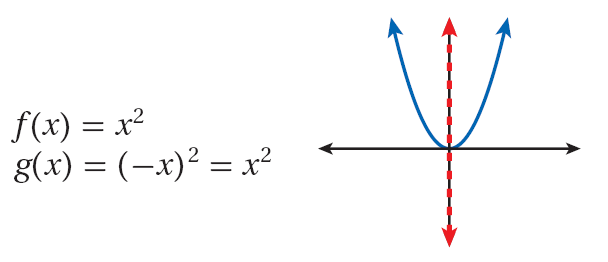 f(x) = x²
g(x) = (−x)² = x²